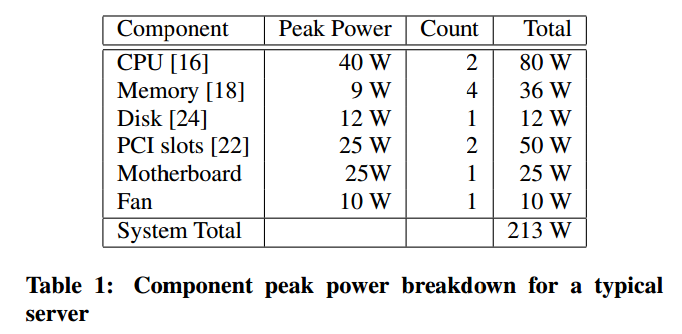 Component Peak Power Count Total
CPU [16] 40 W 2 80 W
Memory [18] 9 W 4 36 W
Disk [24] 12 W 1 12 W
PCI slots [22] 25 W 2 50 W
Motherboard 25W 1 25 W
Fan 10 W 1 10 W
System Total 213 W
Table 1: Component peak power breakdown for a typical
server